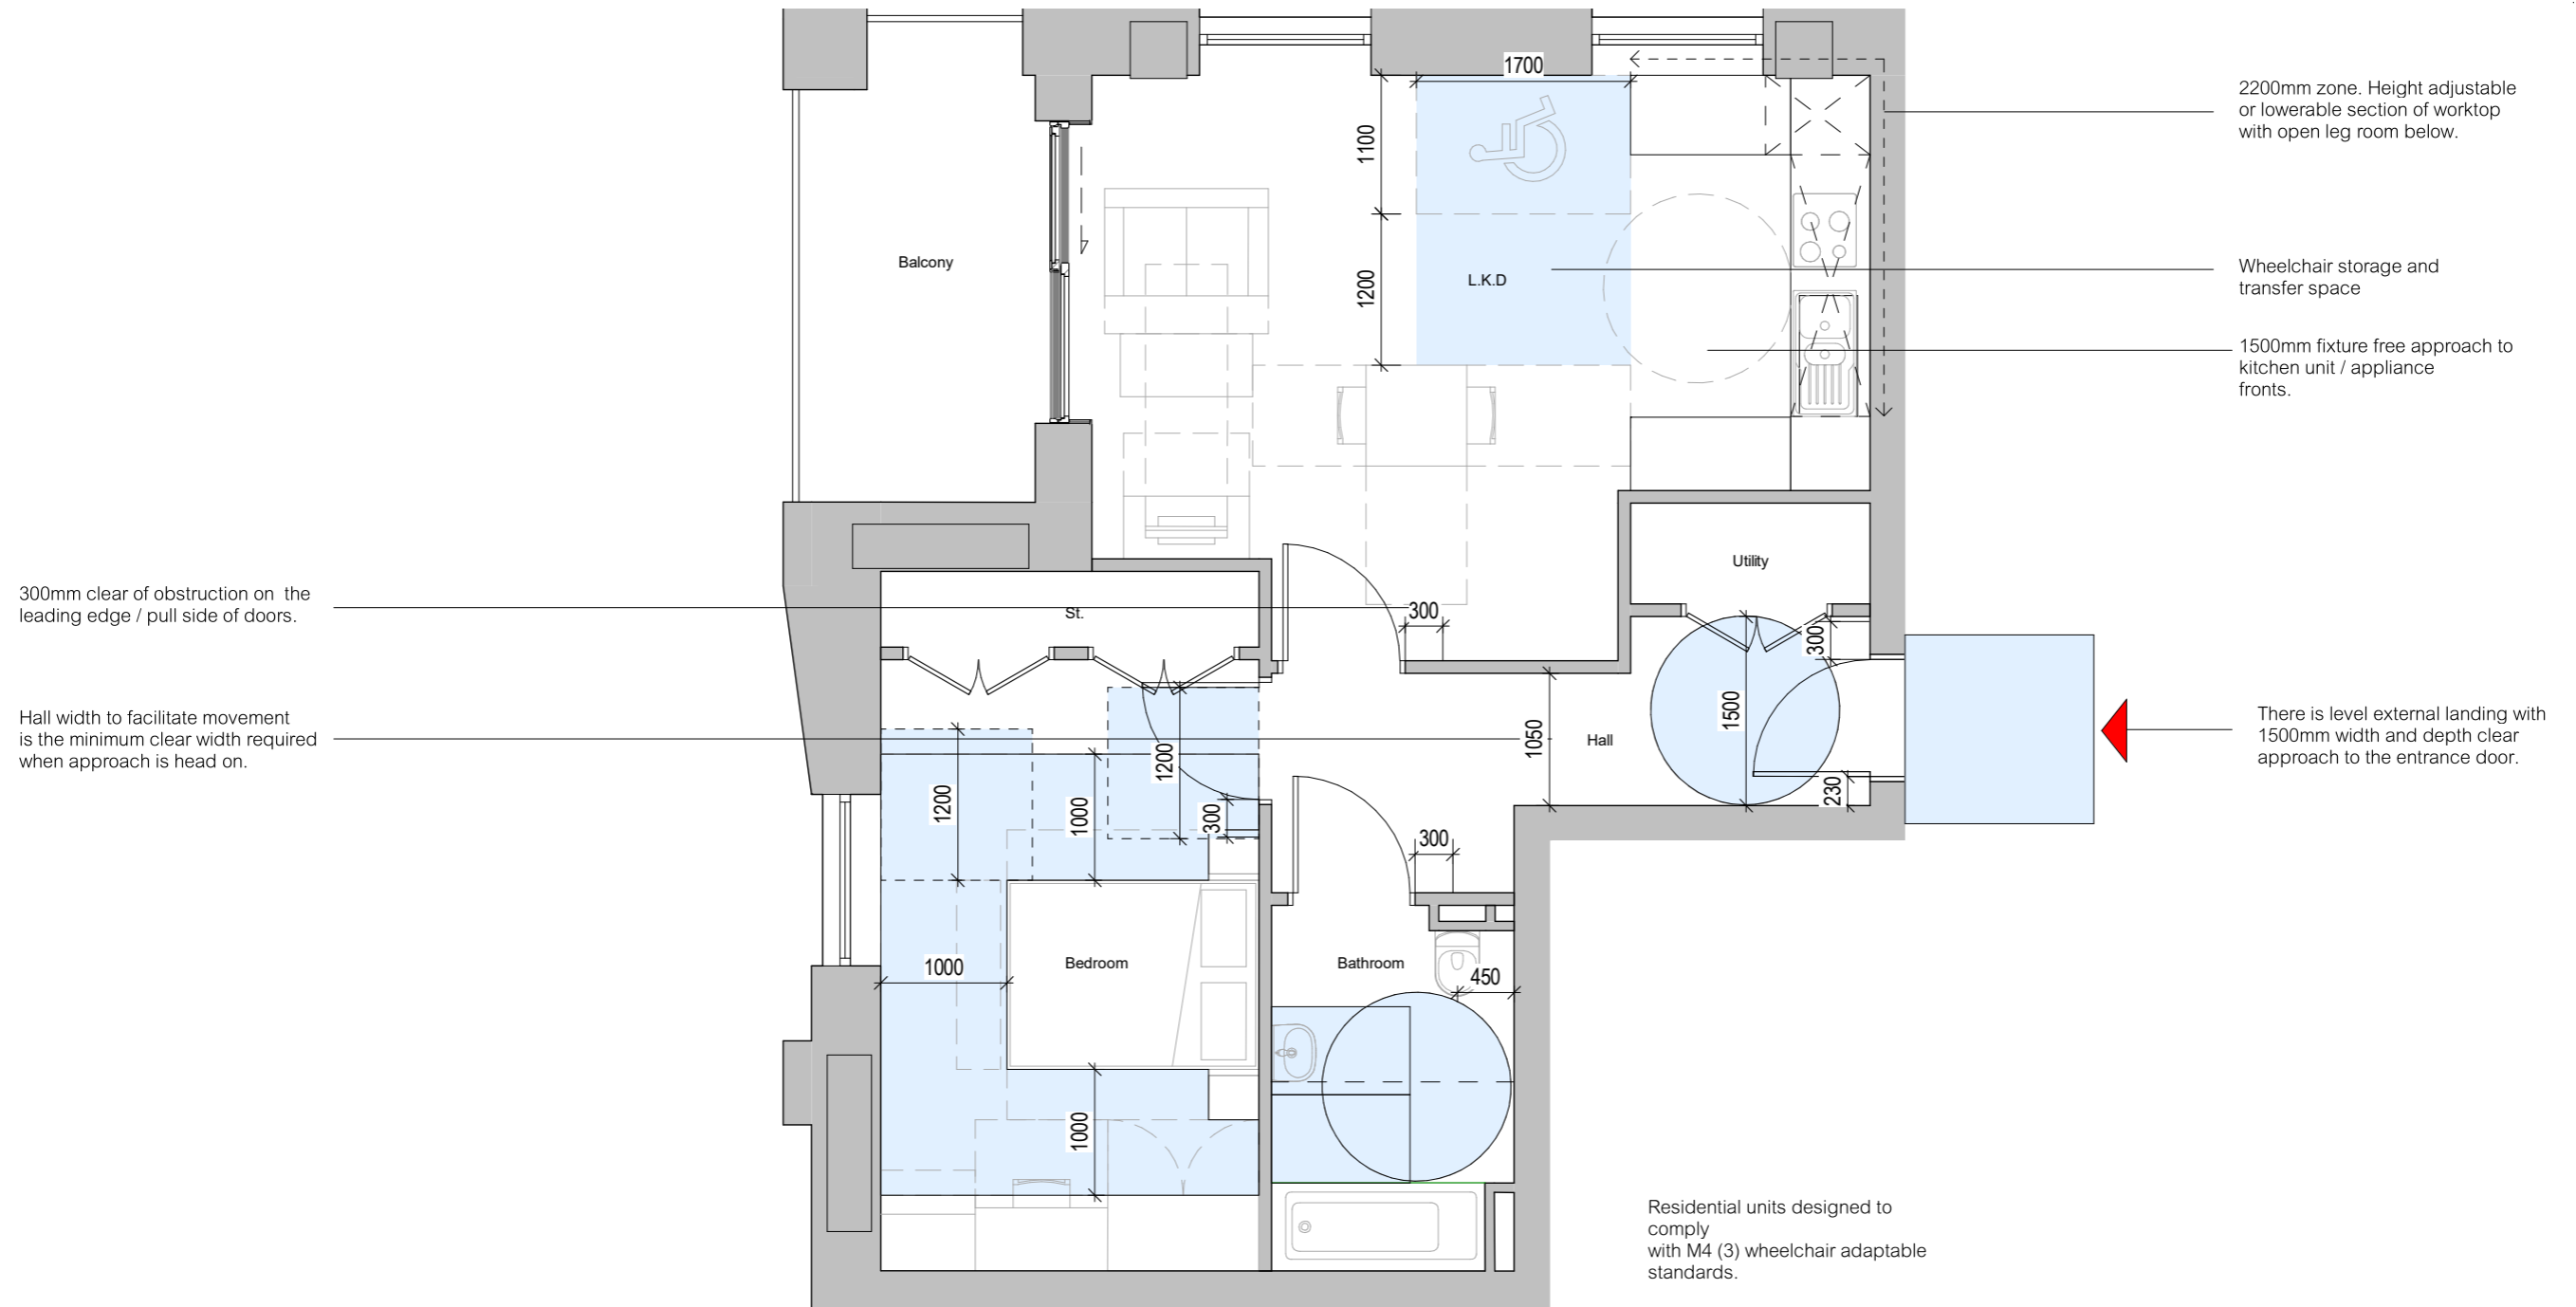 1700
2200mm zone. Height adjustable
or lowerable section of worktop
with open leg room below.
1100
Balcony
L.K.D
1200
Wheelchair storage and
transfer space
1500mm fixture free approach to
kitchen unit / appliance
fronts.
Utility
300mm clear of obstruction on the
leading edge / pull side of doors.
St.
300
300
Hall width to facilitate movement
is the minimum clear width required
when approach is head on.
1500
1050
Hall
There is level external landing with
1500mm width and depth clear
approach to the entrance door.
1200
1200
1000
300
230
300
1000
Bedroom
Bathroom
450
1000
Residential units designed to
comply
with M4 (3) wheelchair adaptable
standards.